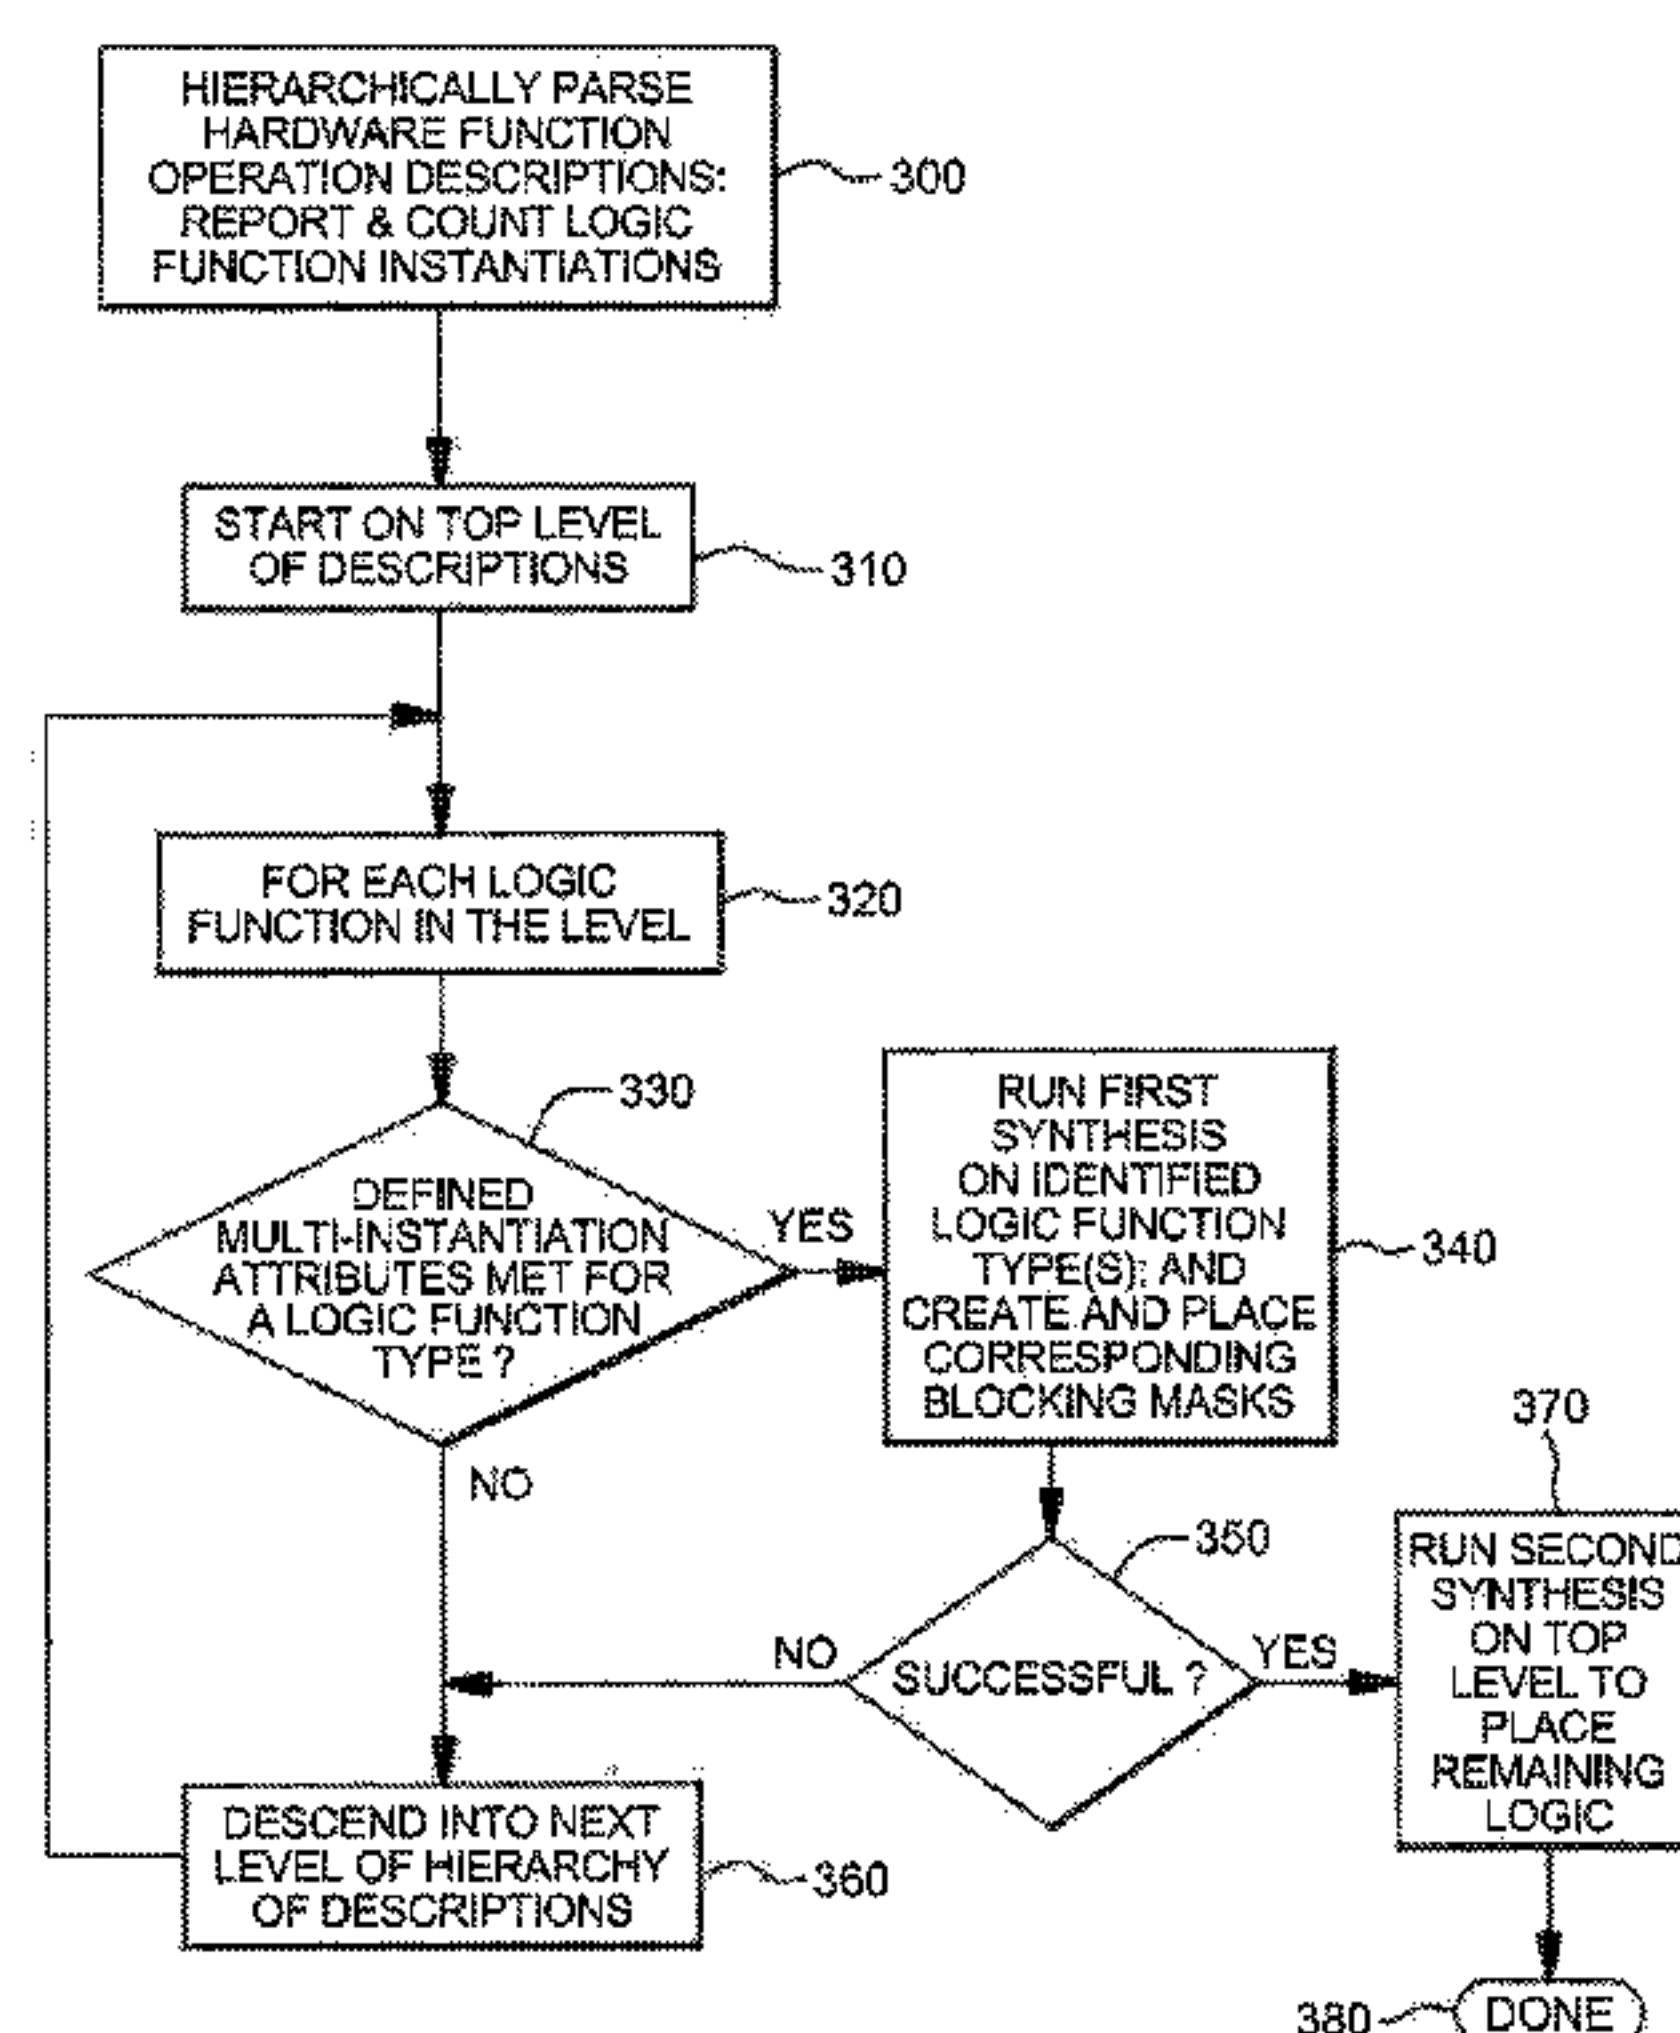 HIERARCHICALLY PARSE
HARDWARE FUNCTION
OPERATION DESCRIPTIONS:
REPORT & COUNT LOGIC
FUNCTION INSTANTIATIONS
300
START ON TOP LEVEL
OF DESCRIPTIONS
310
FOR EACH LOGIC
FUNCTION IN THE LEVEL
320
330
DEFINED
MULTI-INSTANTIATION
ATTRIBUTES MET FOR
A LOGIC FUNCTION
TYPE ?
YES
NO
RUN FIRST
SYNTHESIS
ON IDENTIFIED
LOGIC FUNCTION
TYPE(S); AND
CREATE AND PLACE
CORRESPONDING
BLOCKING MASKS
340
350
SUCCESSFUL ?
NO
YES
370
RUN SECOND
SYNTHESIS
ON TOP
LEVEL TO
PLACE
REMAINING
LOGIC
DESCEND INTO NEXT
LEVEL OF HIERARCHY
OF DESCRIPTIONS
360
380
DONE